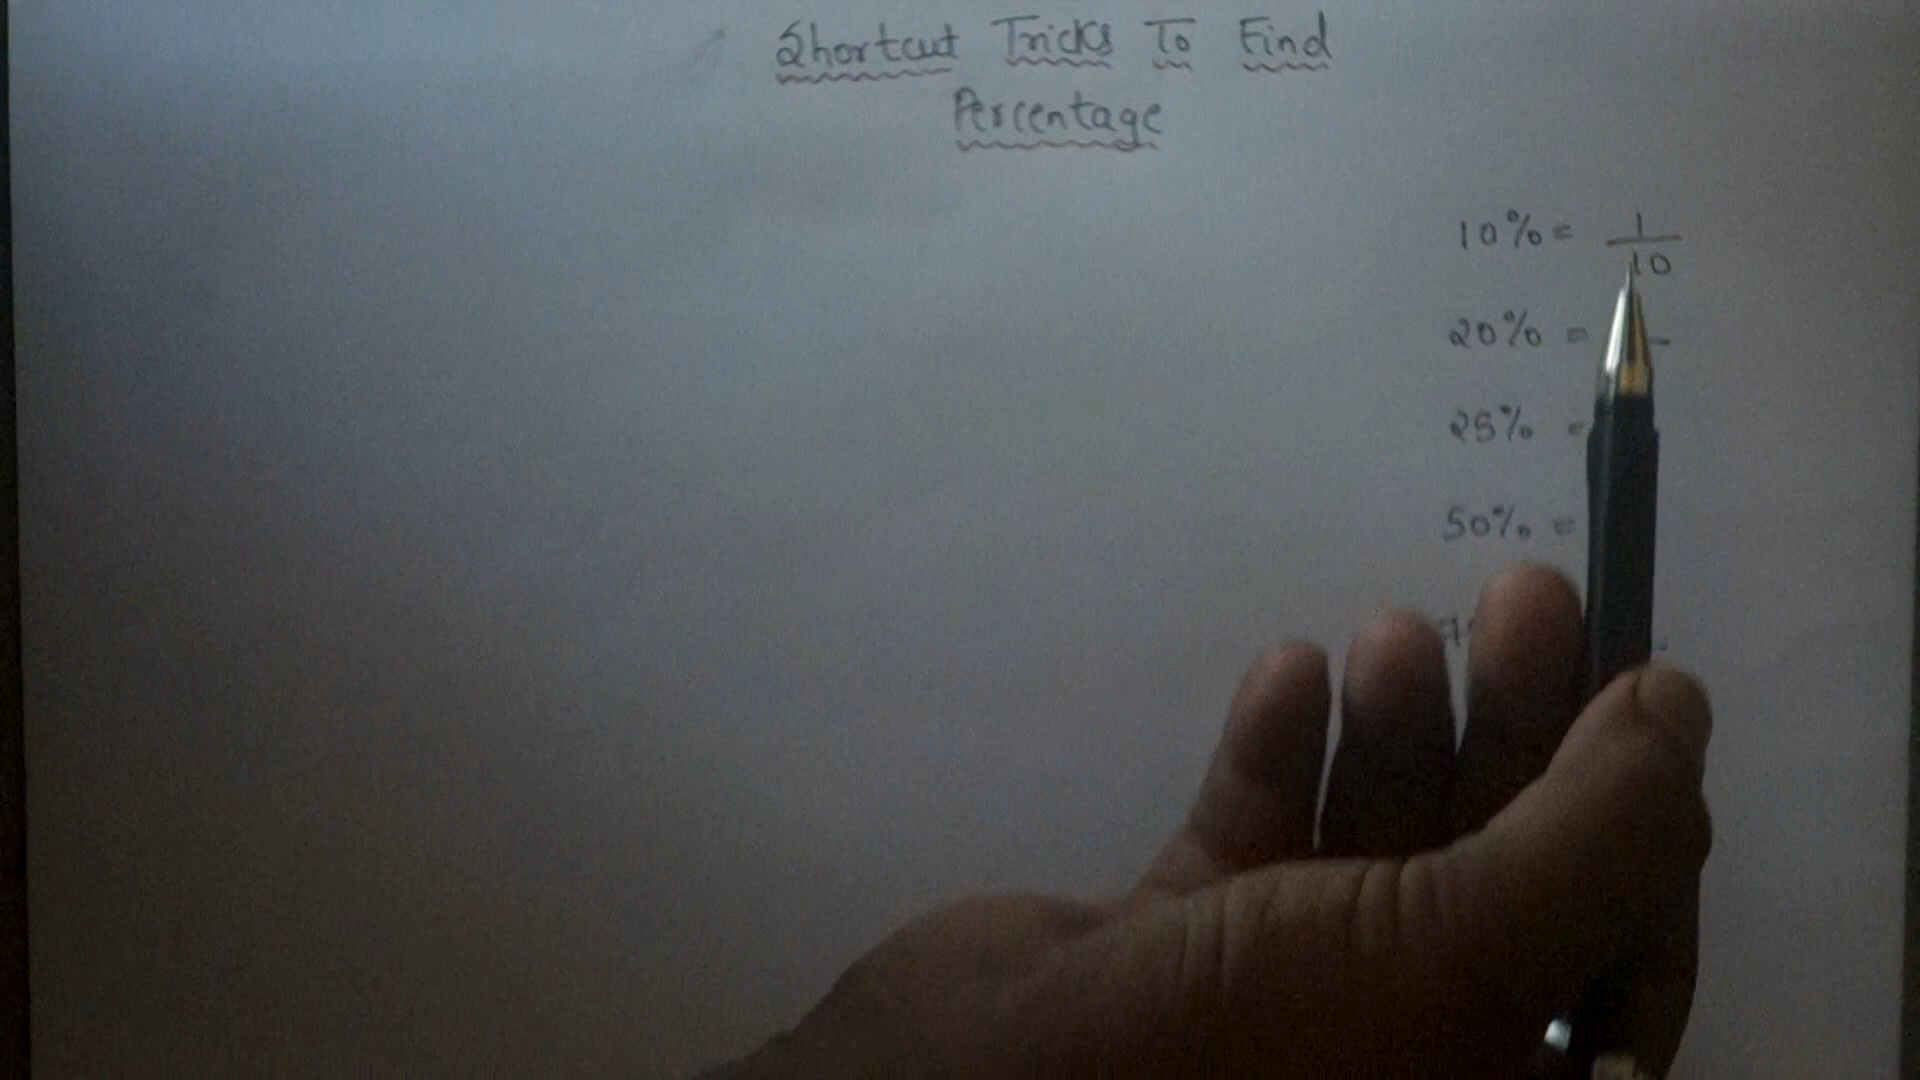 Shortcut Tricks To Find
Percentage
10% = 1/10
20% =
25% =
50% =